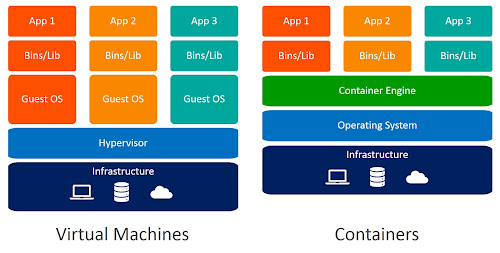 App 1 App 2 App 3
Bins/Lib Bins/Lib Bins/Lib
Guest OS Guest OS Guest OS
Hypervisor
Infrastructure
Virtual Machines
App 1 App 2 App 3
Bins/Lib Bins/Lib Bins/Lib
Container Engine
Operating System
Infrastructure
Containers